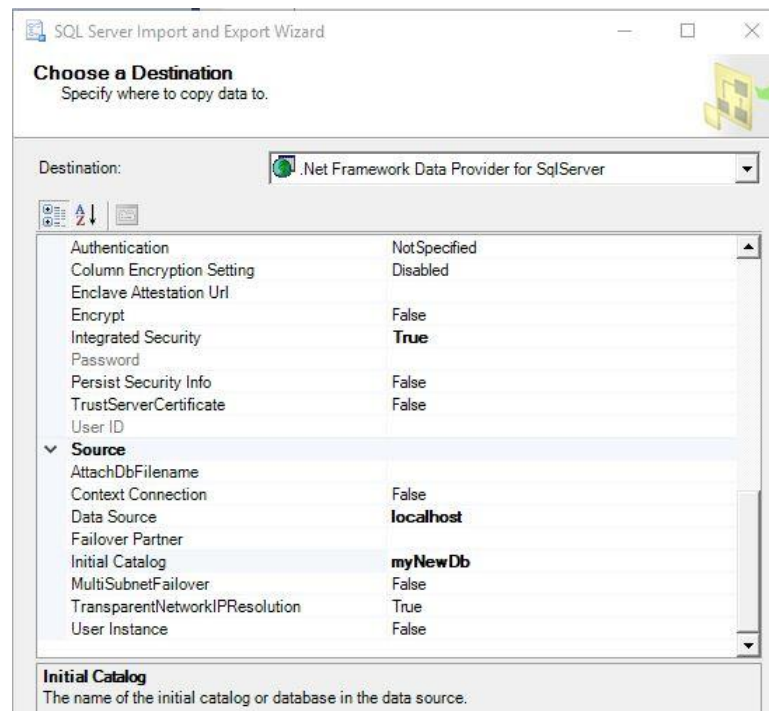 SQL Server Import and Export Wizard
Choose a Destination
Specify where to copy data to.
Destination: .Net Framework Data Provider for SqlServer
Authentication NotSpecified
Column Encryption Setting Disabled
Enclave Attestation Url
Encrypt False
Integrated Security True
Password
Persist Security Info False
TrustServerCertificate False
User ID
Source
AttachDbFilename
Context Connection False
Data Source localhost
Failover Partner
Initial Catalog myNewDb
MultiSubnetFailover False
TransparentNetworkIPResolution True
User Instance False
Initial Catalog
The name of the initial catalog or database in the data source.